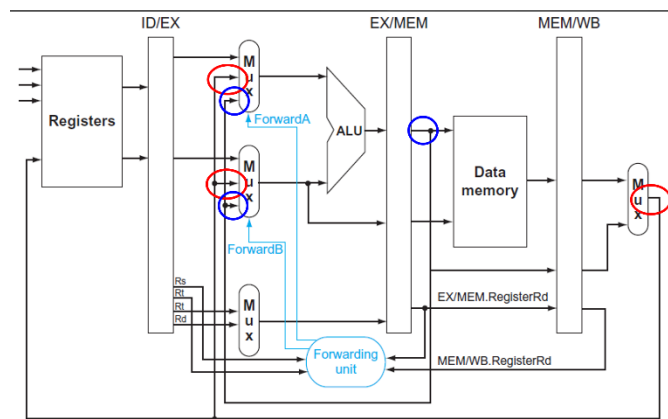 ID/EX
EX/MEM
MEM/WB
M
u
x
Registers
ForwardA
ALU
M
u
x
Data
memory
M
u
x
ForwardB
Rs
Rt
Rt
Rd
M
u
x
EX/MEM.RegisterRd
Forwarding
unit
MEM/WB.RegisterRd